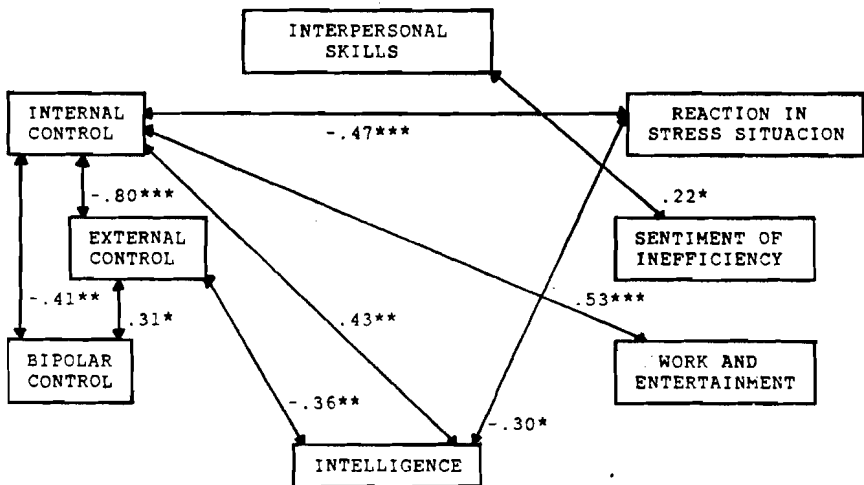 INTERPERSONAL
SKILLS
INTERNAL
CONTROL
-.47***
REACTION IN
STRESS SITUACION
-.80***
.22*
EXTERNAL
CONTROL
SENTIMENT OF
INEFFICIENCY
-.41**
.31*
.43**
.53***
BIPOLAR
CONTROL
WORK AND
ENTERTAINMENT
-.36**
-.30*
INTELLIGENCE